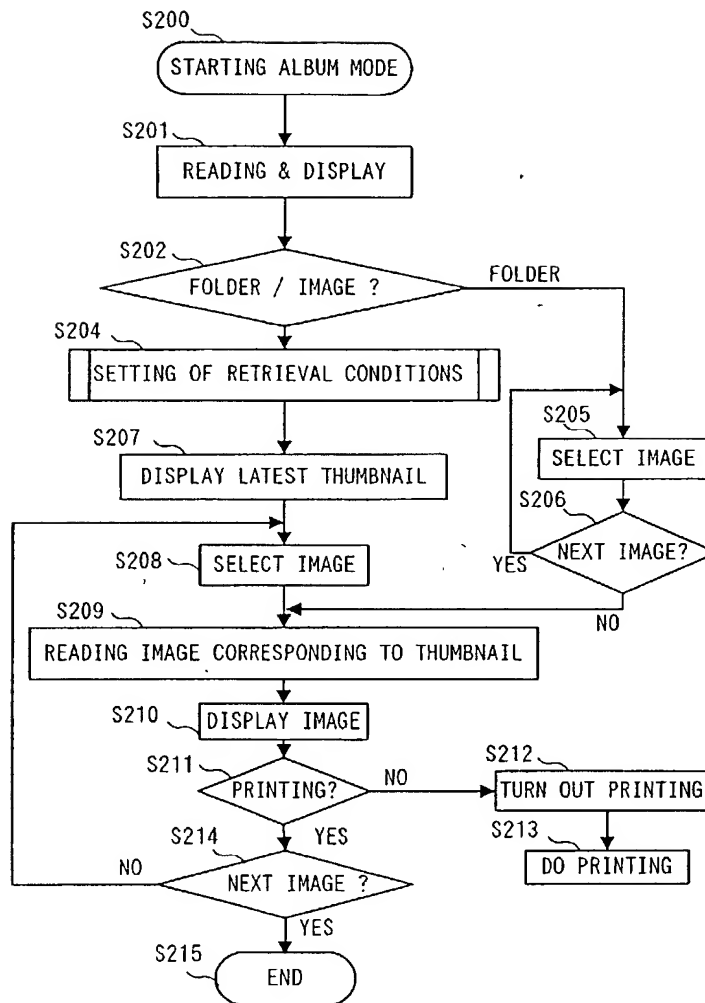 S200
STARTING ALBUM MODE
S201
READING & DISPLAY
S202
FOLDER / IMAGE ?
FOLDER
S204
SETTING OF RETRIEVAL CONDITIONS
S205
SELECT IMAGE
S207
DISPLAY LATEST THUMBNAIL
S206
NEXT IMAGE?
YES
NO
S208
SELECT IMAGE
S209
READING IMAGE CORRESPONDING TO THUMBNAIL
S210
DISPLAY IMAGE
S211
PRINTING?
NO
YES
S212
TURN OUT PRINTING
S213
DO PRINTING
S214
NEXT IMAGE ?
NO
YES
S215
END